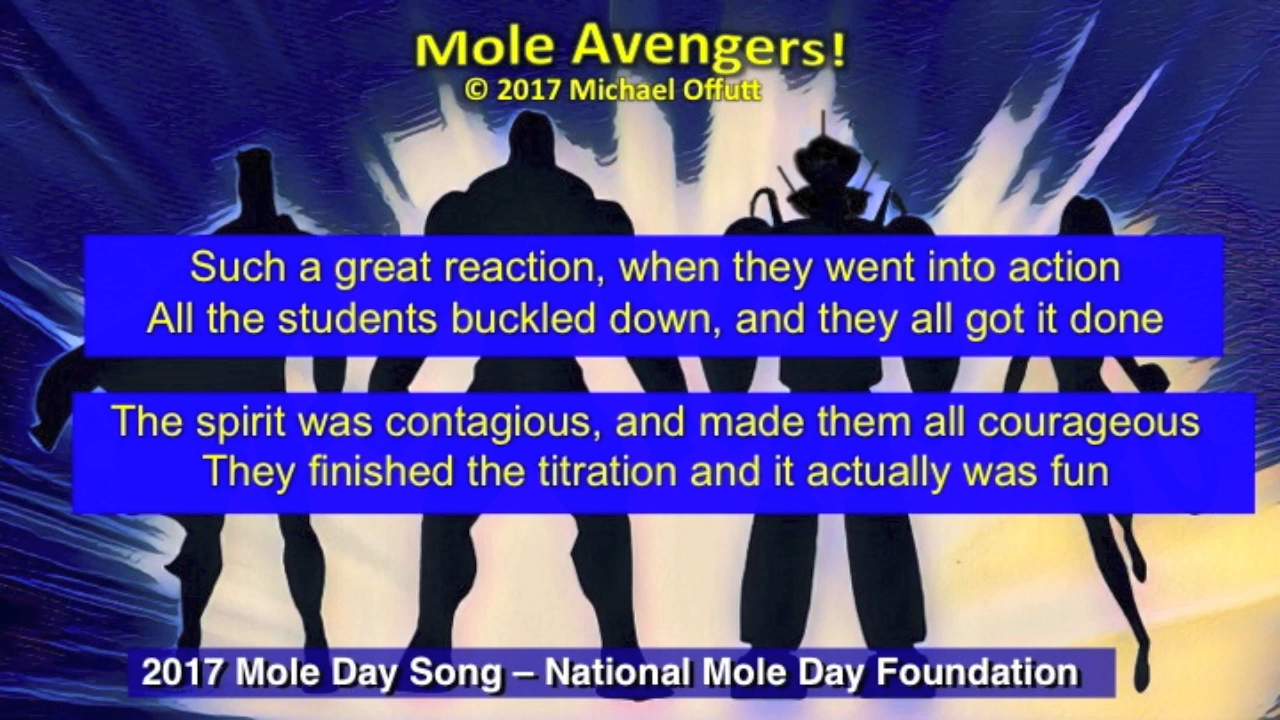 Mole Avengers!
© 2017 Michael Offutt
Such a great reaction, when they went into action
All the students buckled down, and they all got it done
The spirit was contagious, and made them all courageous
They finished the titration and it actually was fun
2017 Mole Day Song – National Mole Day Foundation